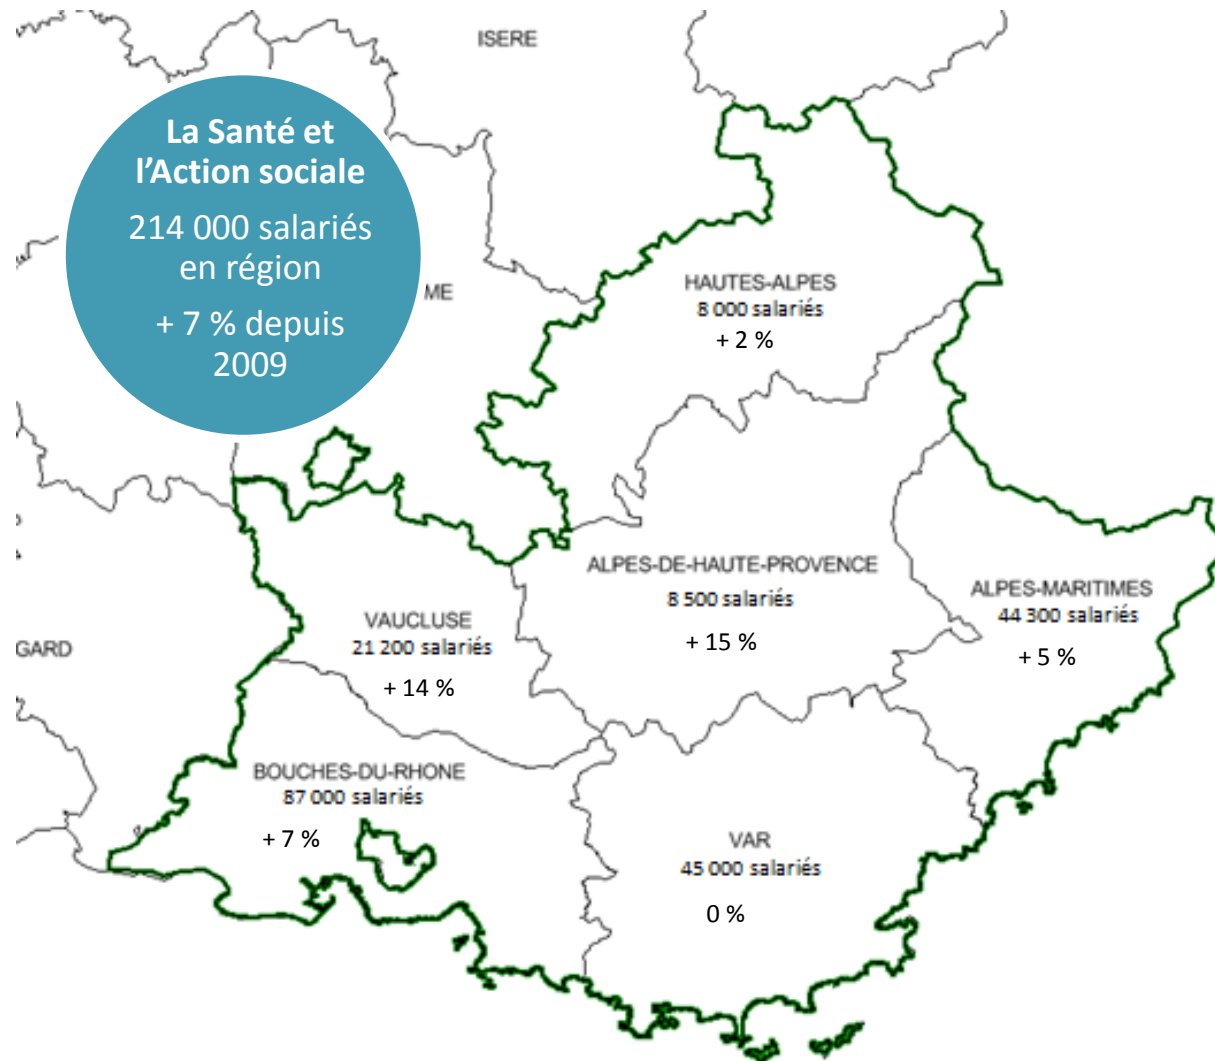 ISERE
La Santé et
l’Action sociale
214 000 salariés
en région
+ 7 % depuis
2009
ME
HAUTES-ALPES
8 000 salariés
+ 2 %
ALPES-DE-HAUTE-PROVENCE
8 500 salariés
+ 15 %
ALPES-MARITIMES
44 300 salariés
+ 5 %
VAUCLUSE
21 200 salariés
+ 14 %
GARD
BOUCHES-DU-RHONE
87 000 salariés
+ 7 %
VAR
45 000 salariés
0 %